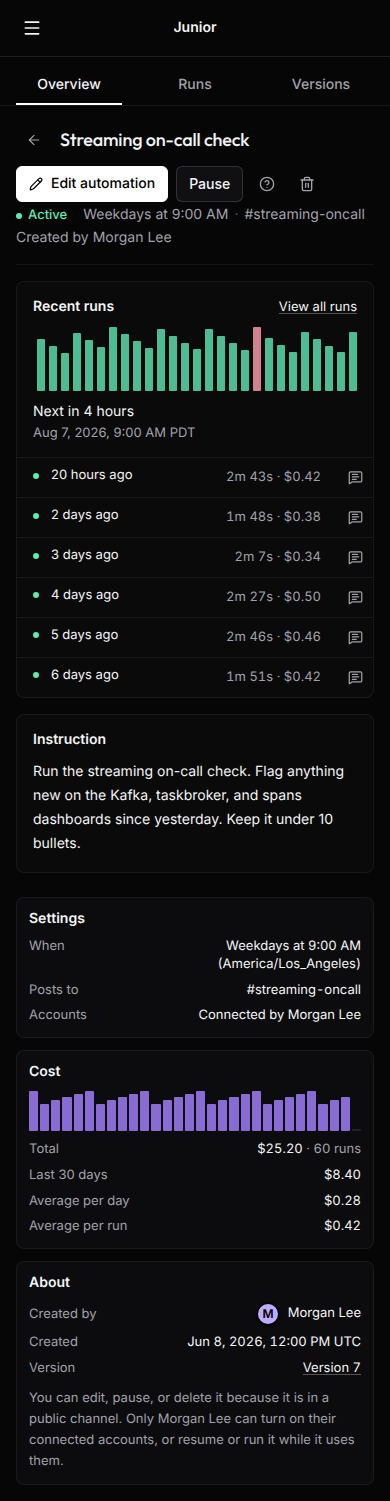 Junior
Overview Runs Versions
Streaming on-call check
Edit automation Pause
Active Weekdays at 9:00 AM · #streaming-oncall
Created by Morgan Lee
Recent runs View all runs
Next in 4 hours
Aug 7, 2026, 9:00 AM PDT
20 hours ago 2m 43s · $0.42
2 days ago 1m 48s · $0.38
3 days ago 2m 7s · $0.34
4 days ago 2m 27s · $0.50
5 days ago 2m 46s · $0.46
6 days ago 1m 51s · $0.42
Instruction
Run the streaming on-call check. Flag anything
new on the Kafka, taskbroker, and spans
dashboards since yesterday. Keep it under 10
bullets.
Settings
When Weekdays at 9:00 AM
(America/Los_Angeles)
Posts to #streaming-oncall
Accounts Connected by Morgan Lee
Cost
Total $25.20 · 60 runs
Last 30 days $8.40
Average per day $0.28
Average per run $0.42
About
Created by M Morgan Lee
Created Jun 8, 2026, 12:00 PM UTC
Version Version 7
You can edit, pause, or delete it because it is in a
public channel. Only Morgan Lee can turn on their
connected accounts, or resume or run it while it uses
them.